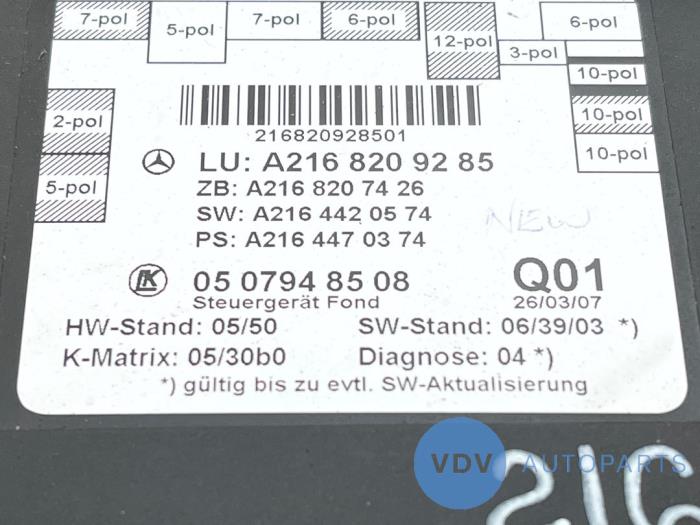 7-pol 5-pol 7-pol 6-pol 12-pol 3-pol 6-pol
10-pol
2-pol 10-pol
5-pol 10-pol
216820928501
LU: A216 820 92 85
ZB: A216 820 74 26
SW: A216 442 05 74
PS: A216 447 03 74
NEW
LK 05 0794 85 08 Q01
Steuergerät Fond 26/03/07
HW-Stand: 05/50 SW-Stand: 06/39/03 *)
K-Matrix: 05/30b0 Diagnose: 04 *)
*) gültig bis zu evtl. SW-Aktualisierung
VDV AUTOPARTS
216